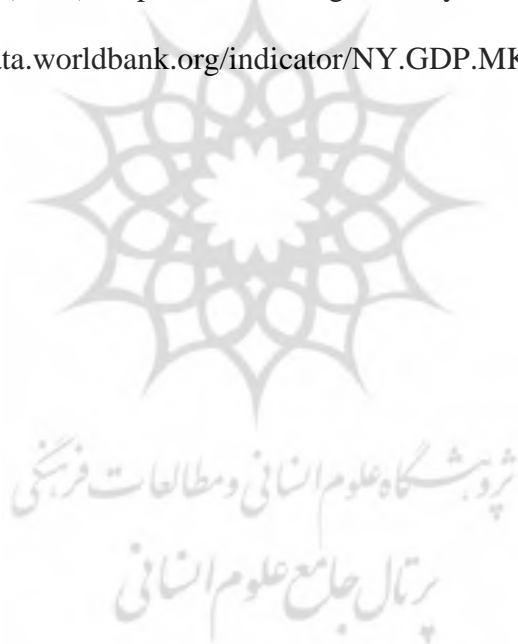 ta.worldbank.org/indicator/NY.GDP.MK
پژوهشگاه علوم انسانی و مطالعات فرهنگی
پرتال جامع علوم انسانی